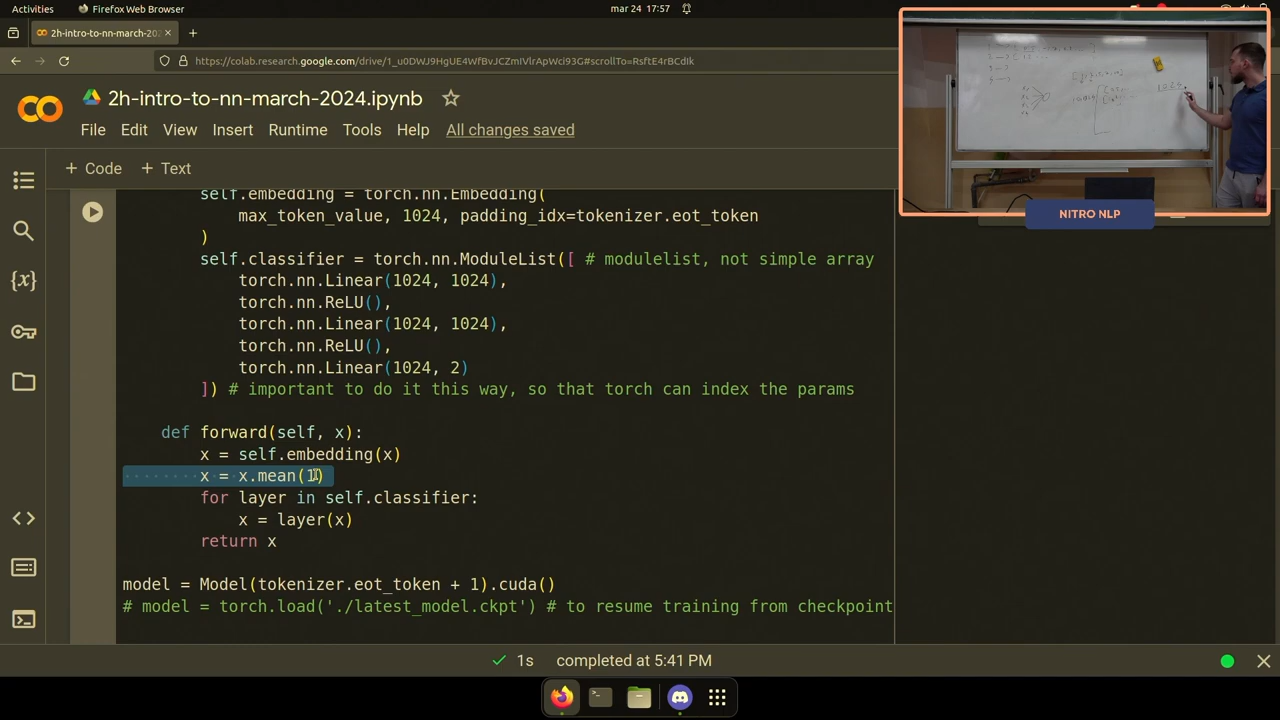 Activities
Firefox Web Browser
mar 24 17:57
2h-intro-to-nn-march-202
https://colab.research.google.com/drive/1_u0DWJ9HgUE4WfBvJCZmIVlrApWci93G#scrollTo=RsftE4rBCdIk
2h-intro-to-nn-march-2024.ipynb
File Edit View Insert Runtime Tools Help All changes saved
+ Code + Text
self.embedding = torch.nn.Embedding(
max_token_value, 1024, padding_idx=tokenizer.eot_token
)
self.classifier = torch.nn.ModuleList([ # modulelist, not simple array
torch.nn.Linear(1024, 1024),
torch.nn.ReLU(),
torch.nn.Linear(1024, 1024),
torch.nn.ReLU(),
torch.nn.Linear(1024, 2)
]) # important to do it this way, so that torch can index the params
def forward(self, x):
x = self.embedding(x)
x = x.mean(1)
for layer in self.classifier:
x = layer(x)
return x
model = Model(tokenizer.eot_token + 1).cuda()
# model = torch.load('./latest_model.ckpt') # to resume training from checkpoint
NITRO NLP
1s completed at 5:41 PM